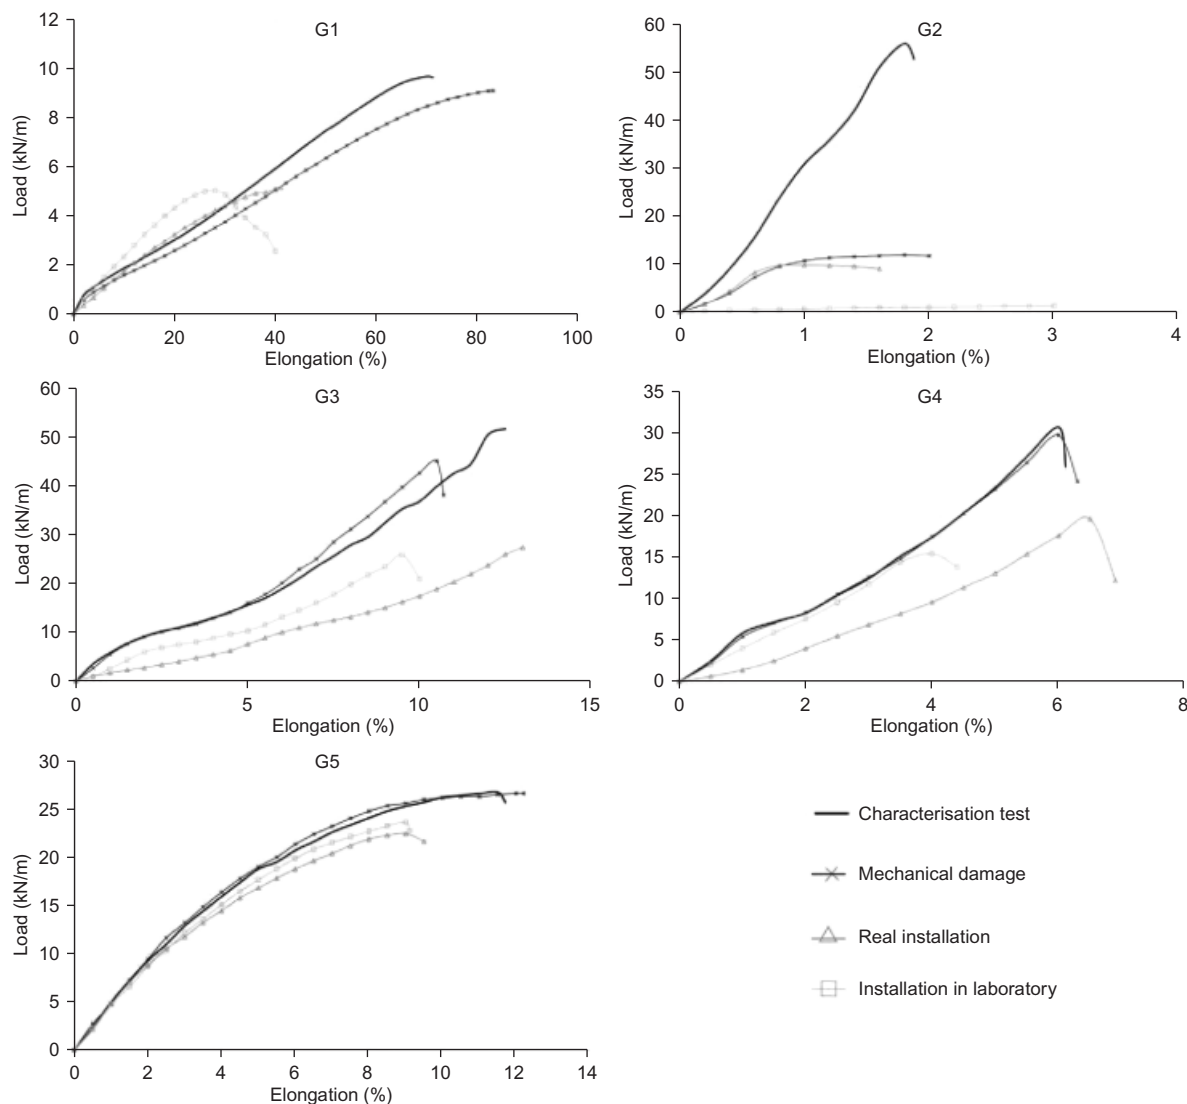 G1
12
10
8
6
4
2
0
Load (kN/m)
0 20 40 60 80 100
Elongation (%)
G2
60
50
40
30
20
10
0
Load (kN/m)
0 1 2 3 4
Elongation (%)
G3
60
50
40
30
20
10
0
Load (kN/m)
0 5 10 15
Elongation (%)
G4
35
30
25
20
15
10
5
0
Load (kN/m)
0 2 4 6 8
Elongation (%)
G5
30
25
20
15
10
5
0
Load (kN/m)
0 2 4 6 8 10 12 14
Elongation (%)
Characterisation test
Mechanical damage
Real installation
Installation in laboratory